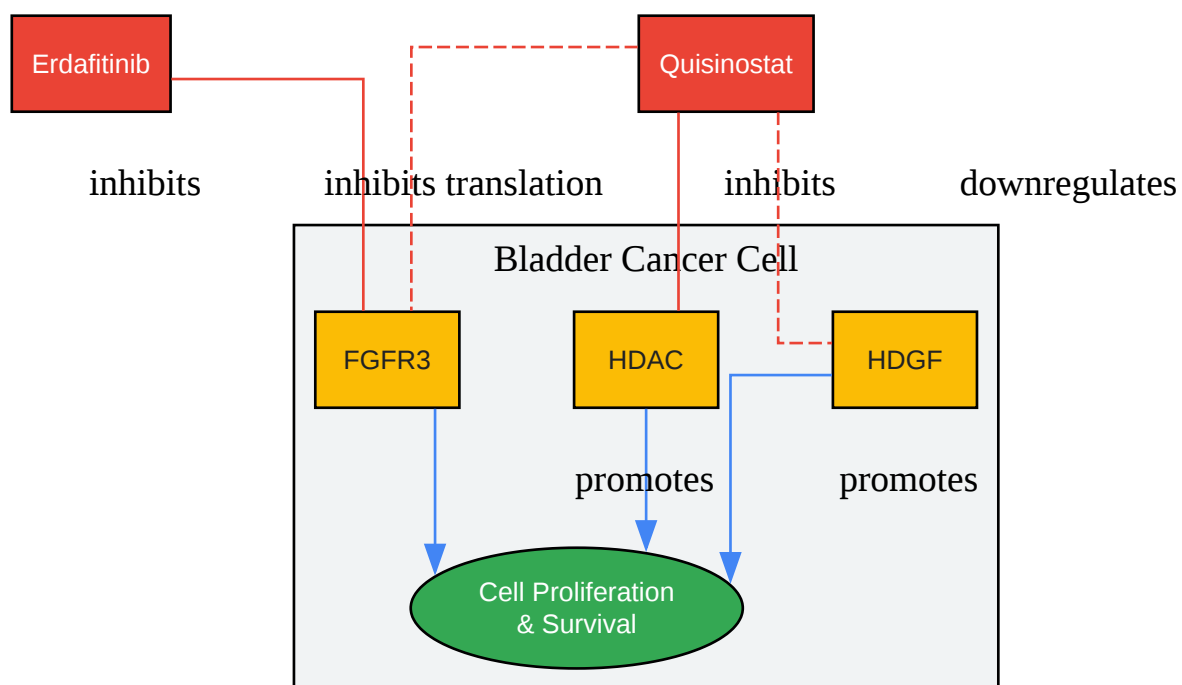 Erdafitinib
Quisinostat
inhibits
inhibits translation
inhibits
downregulates
Bladder Cancer Cell
FGFR3
HDAC
HDGF
promotes
promotes
Cell Proliferation
& Survival